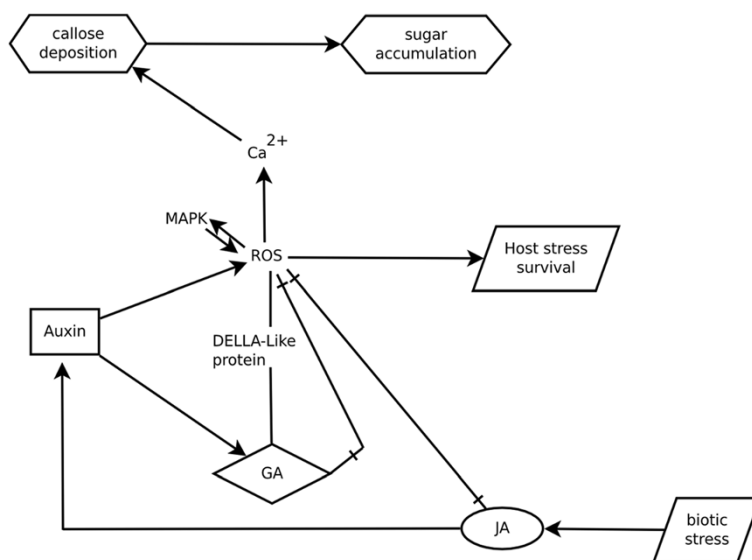 callose
deposition
sugar
accumulation
Ca2+
MAPK
ROS
Host stress
survival
Auxin
DELLA-Like
protein
GA
JA
biotic
stress